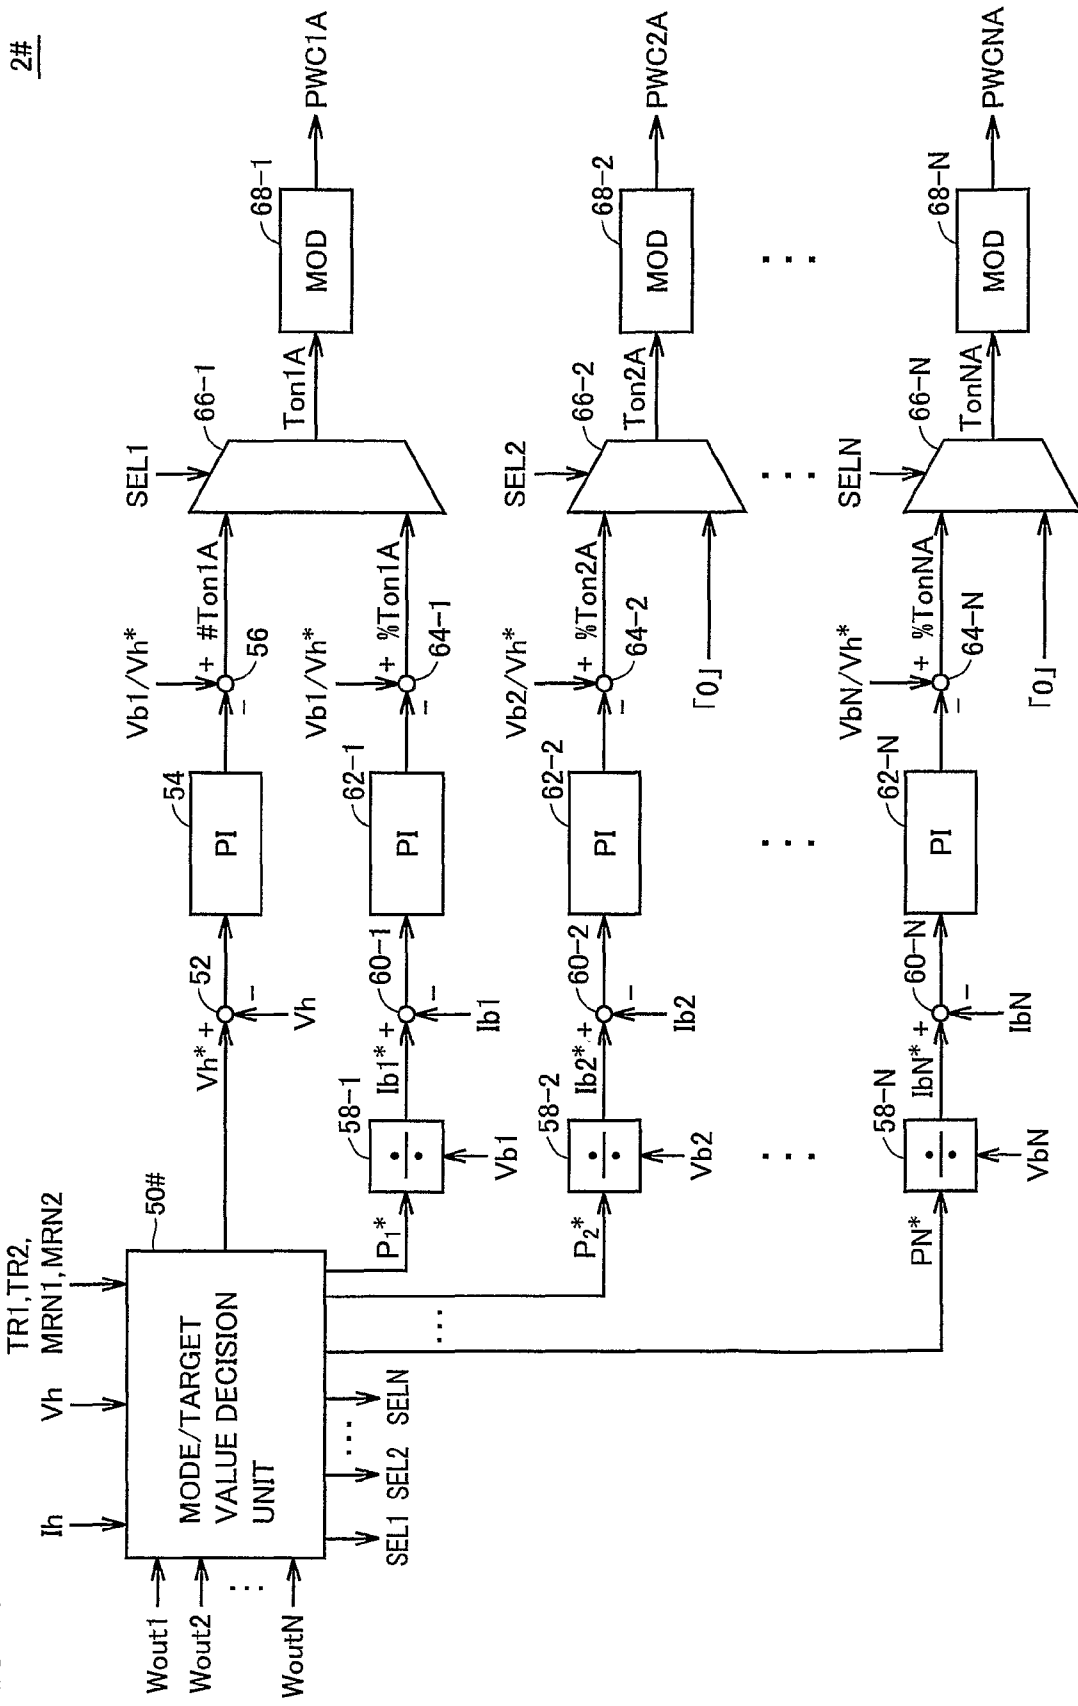 2#
TR1,TR2,
MRN1,MRN2
Vh
Ih
50#
MODE/TARGET
VALUE DECISION
UNIT
Wout1
Wout2
...
WoutN
SEL1 SEL2 ... SELN
Vh* +
52
-
Vh
54
PI
Vb1/Vh*
+
-
56
#Ton1A
SEL1
66-1
Ton1A
68-1
MOD
PWC1A
P1*
58-1
÷
Vb1
Ib1* +
60-1
-
Ib1
62-1
PI
Vb1/Vh*
+
-
64-1
%Ton1A
P2*
58-2
÷
Vb2
Ib2* +
60-2
-
Ib2
62-2
PI
Vb2/Vh*
+
-
64-2
%Ton2A
「0」
SEL2
66-2
Ton2A
68-2
MOD
PWC2A
...
...
...
...
...
PN*
58-N
÷
VbN
IbN* +
60-N
-
IbN
62-N
PI
VbN/Vh*
+
-
64-N
%TonNA
「0」
SELN
66-N
TonNA
68-N
MOD
PWCNA